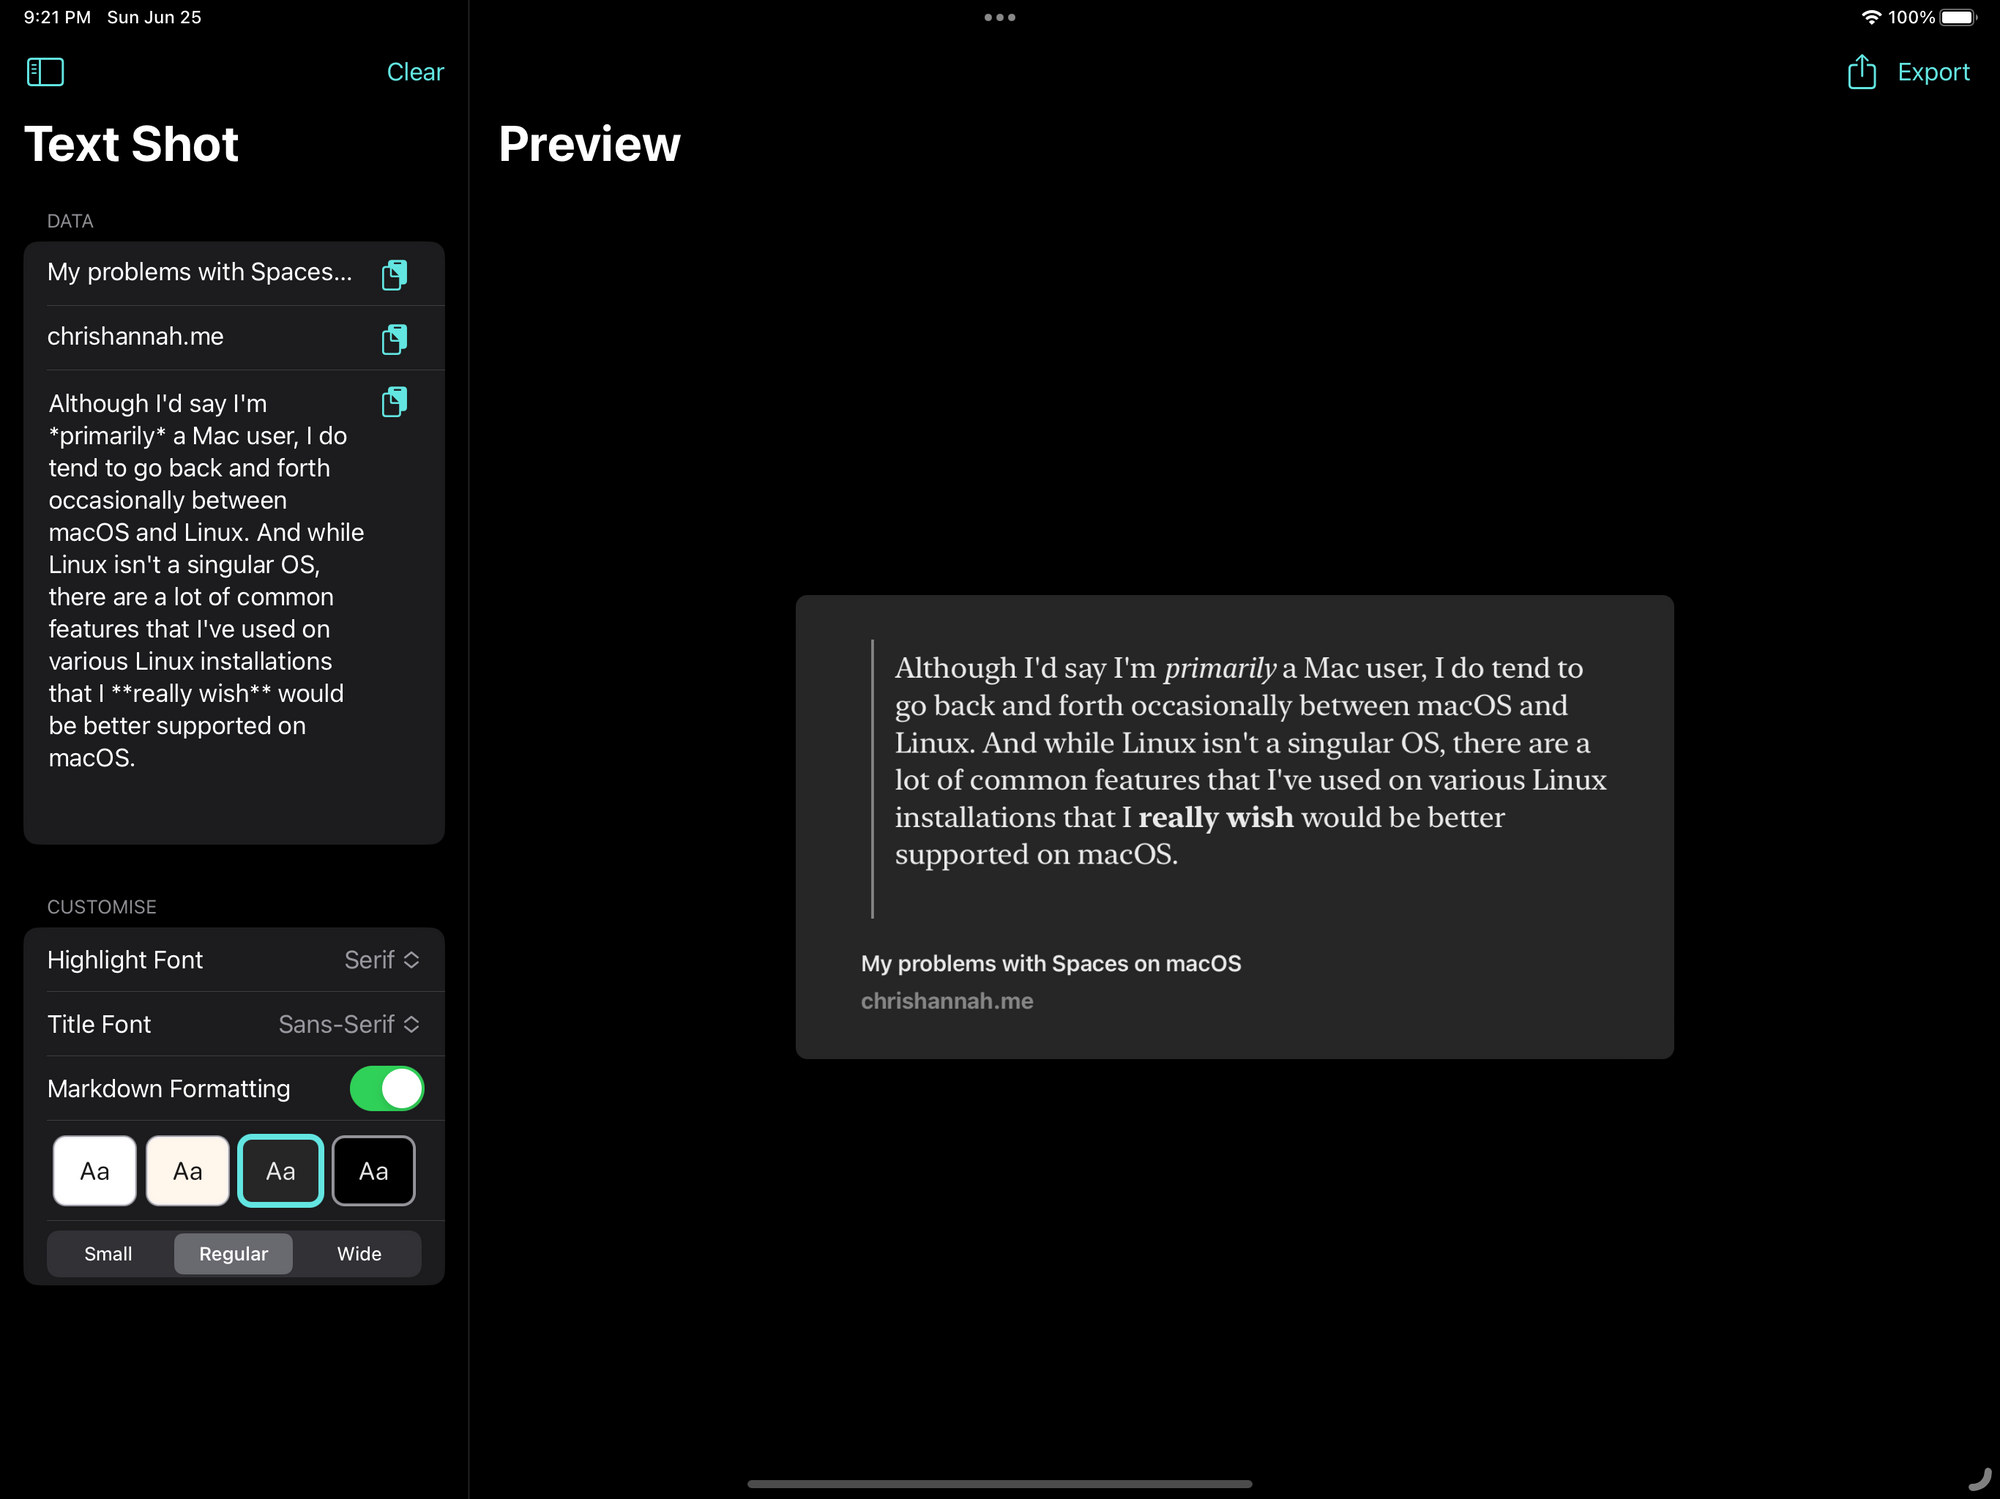 9:21 PM Sun Jun 25
100%
Clear
Export
Text Shot
Preview
DATA
My problems with Spaces...
chrishannah.me
Although I'd say I'm
*primarily* a Mac user, I do
tend to go back and forth
occasionally between
macOS and Linux. And while
Linux isn't a singular OS,
there are a lot of common
features that I've used on
various Linux installations
that I **really wish** would
be better supported on
macOS.
CUSTOMISE
Highlight Font Serif
Title Font Sans-Serif
Markdown Formatting
Aa Aa Aa Aa
Small Regular Wide
Although I'd say I'm primarily a Mac user, I do tend to
go back and forth occasionally between macOS and
Linux. And while Linux isn't a singular OS, there are a
lot of common features that I've used on various Linux
installations that I really wish would be better
supported on macOS.
My problems with Spaces on macOS
chrishannah.me